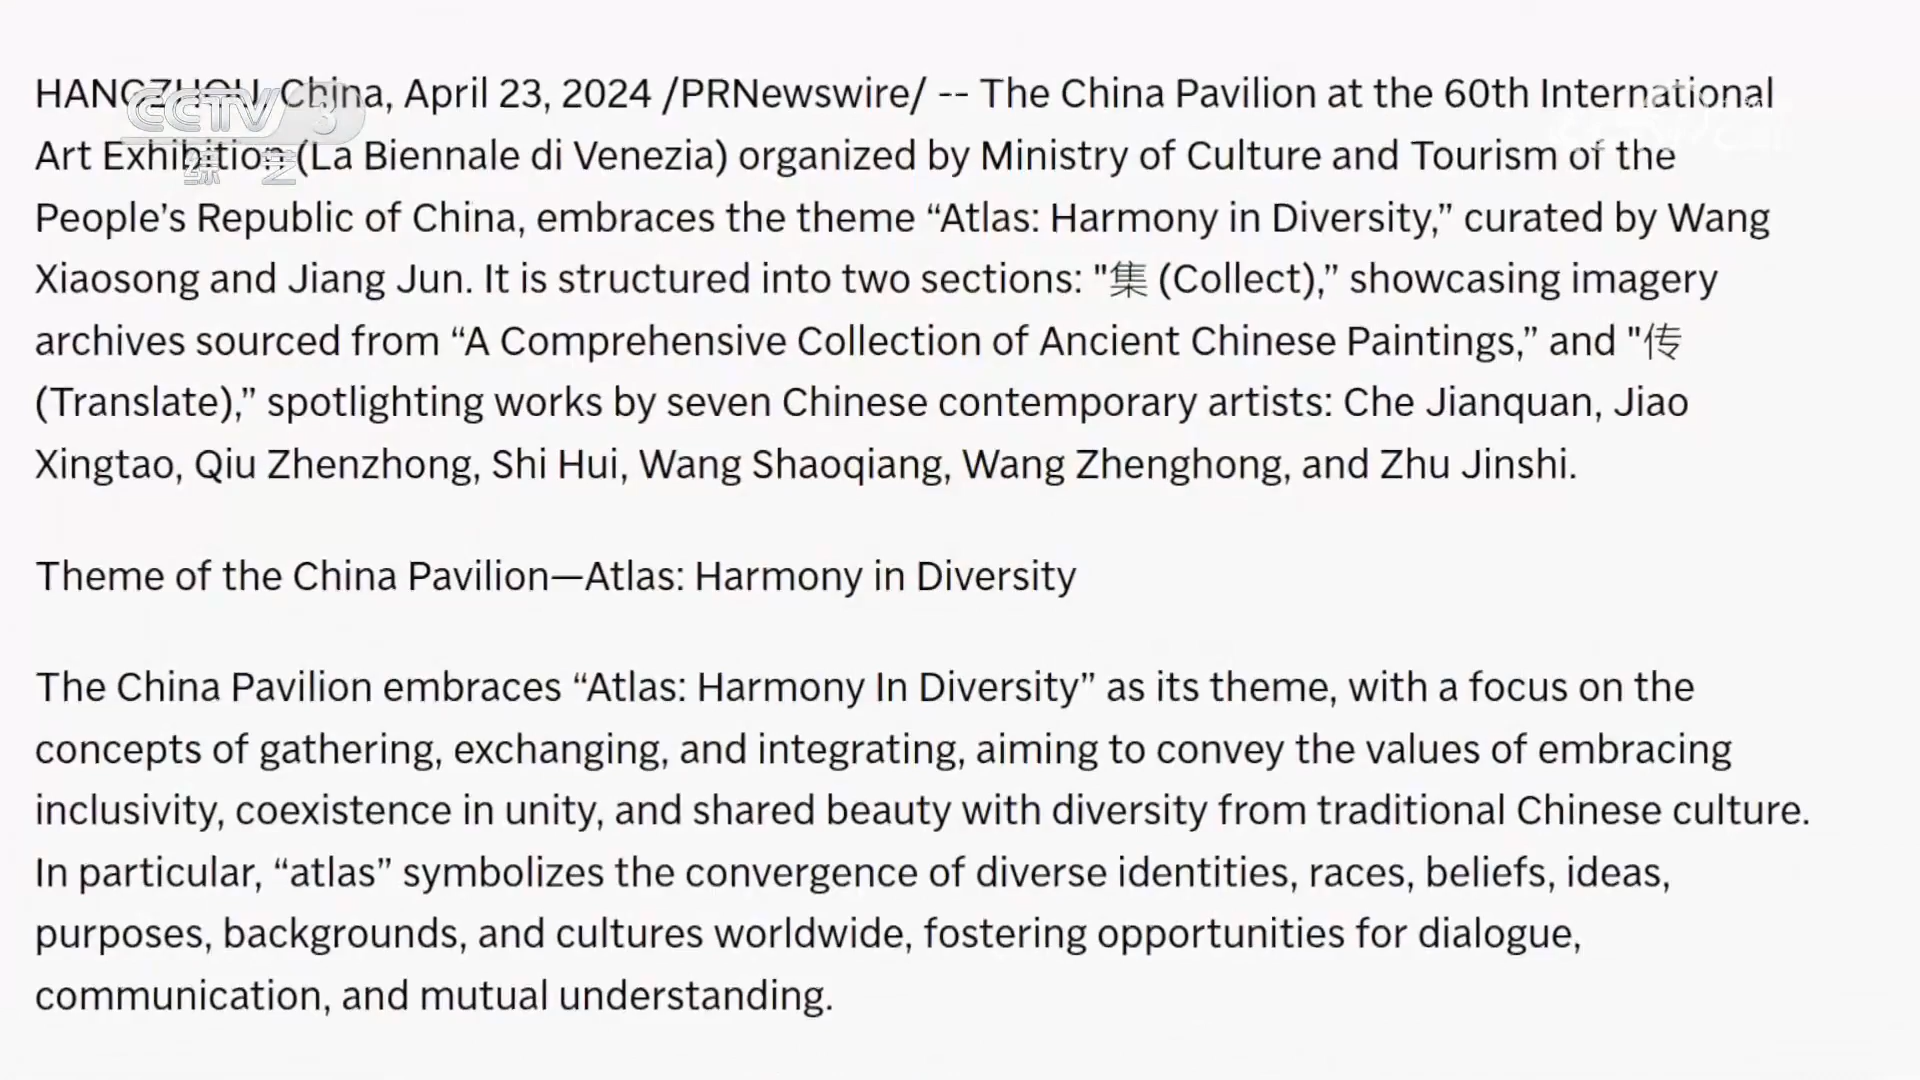 HANGZHOU, China, April 23, 2024 /PRNewswire/ -- The China Pavilion at the 60th International
Art Exhibition (La Biennale di Venezia) organized by Ministry of Culture and Tourism of the
People’s Republic of China, embraces the theme “Atlas: Harmony in Diversity,” curated by Wang
Xiaosong and Jiang Jun. It is structured into two sections: "集 (Collect),” showcasing imagery
archives sourced from “A Comprehensive Collection of Ancient Chinese Paintings,” and "传
(Translate),” spotlighting works by seven Chinese contemporary artists: Che Jianquan, Jiao
Xingtao, Qiu Zhenzhong, Shi Hui, Wang Shaoqiang, Wang Zhenghong, and Zhu Jinshi.
Theme of the China Pavilion—Atlas: Harmony in Diversity
The China Pavilion embraces “Atlas: Harmony In Diversity” as its theme, with a focus on the
concepts of gathering, exchanging, and integrating, aiming to convey the values of embracing
inclusivity, coexistence in unity, and shared beauty with diversity from traditional Chinese culture.
In particular, “atlas” symbolizes the convergence of diverse identities, races, beliefs, ideas,
purposes, backgrounds, and cultures worldwide, fostering opportunities for dialogue,
communication, and mutual understanding.
CCTV 3
综艺